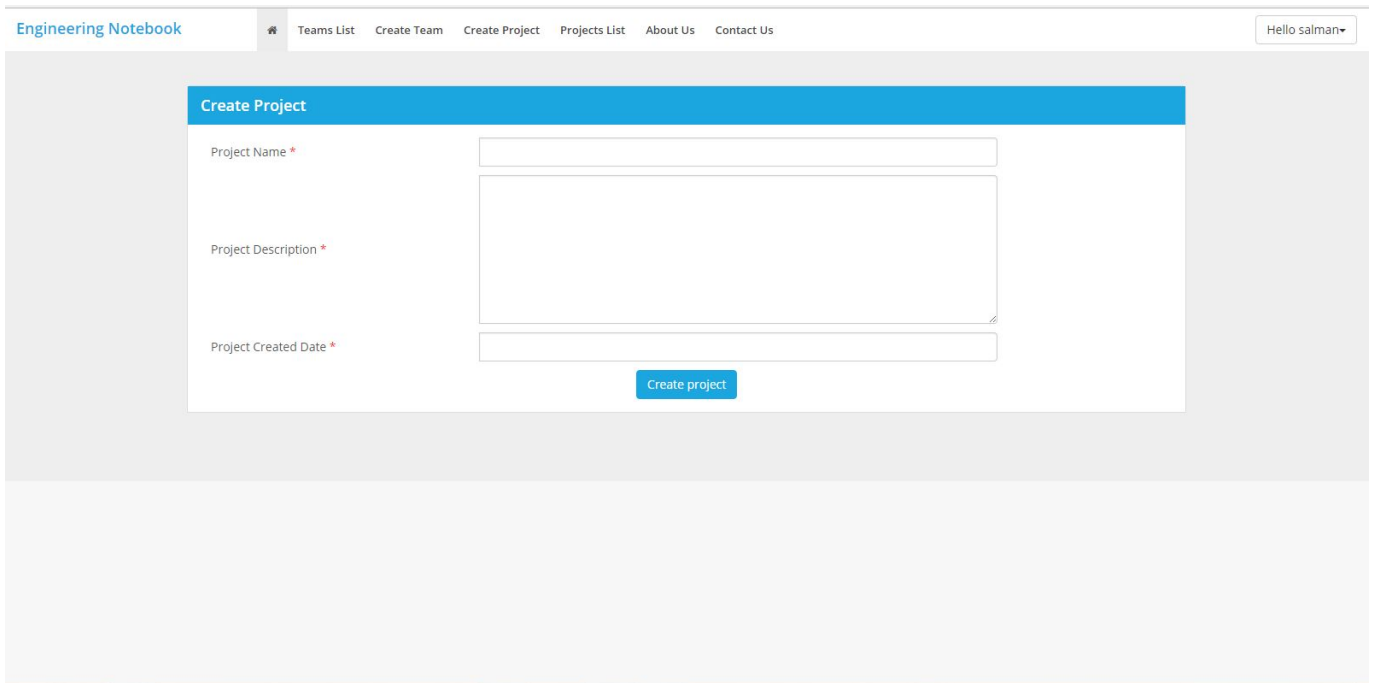 Engineering Notebook Teams List Create Team Create Project Projects List About Us Contact Us Hello salman
Create Project
Project Name *
Project Description *
Project Created Date *
Create project